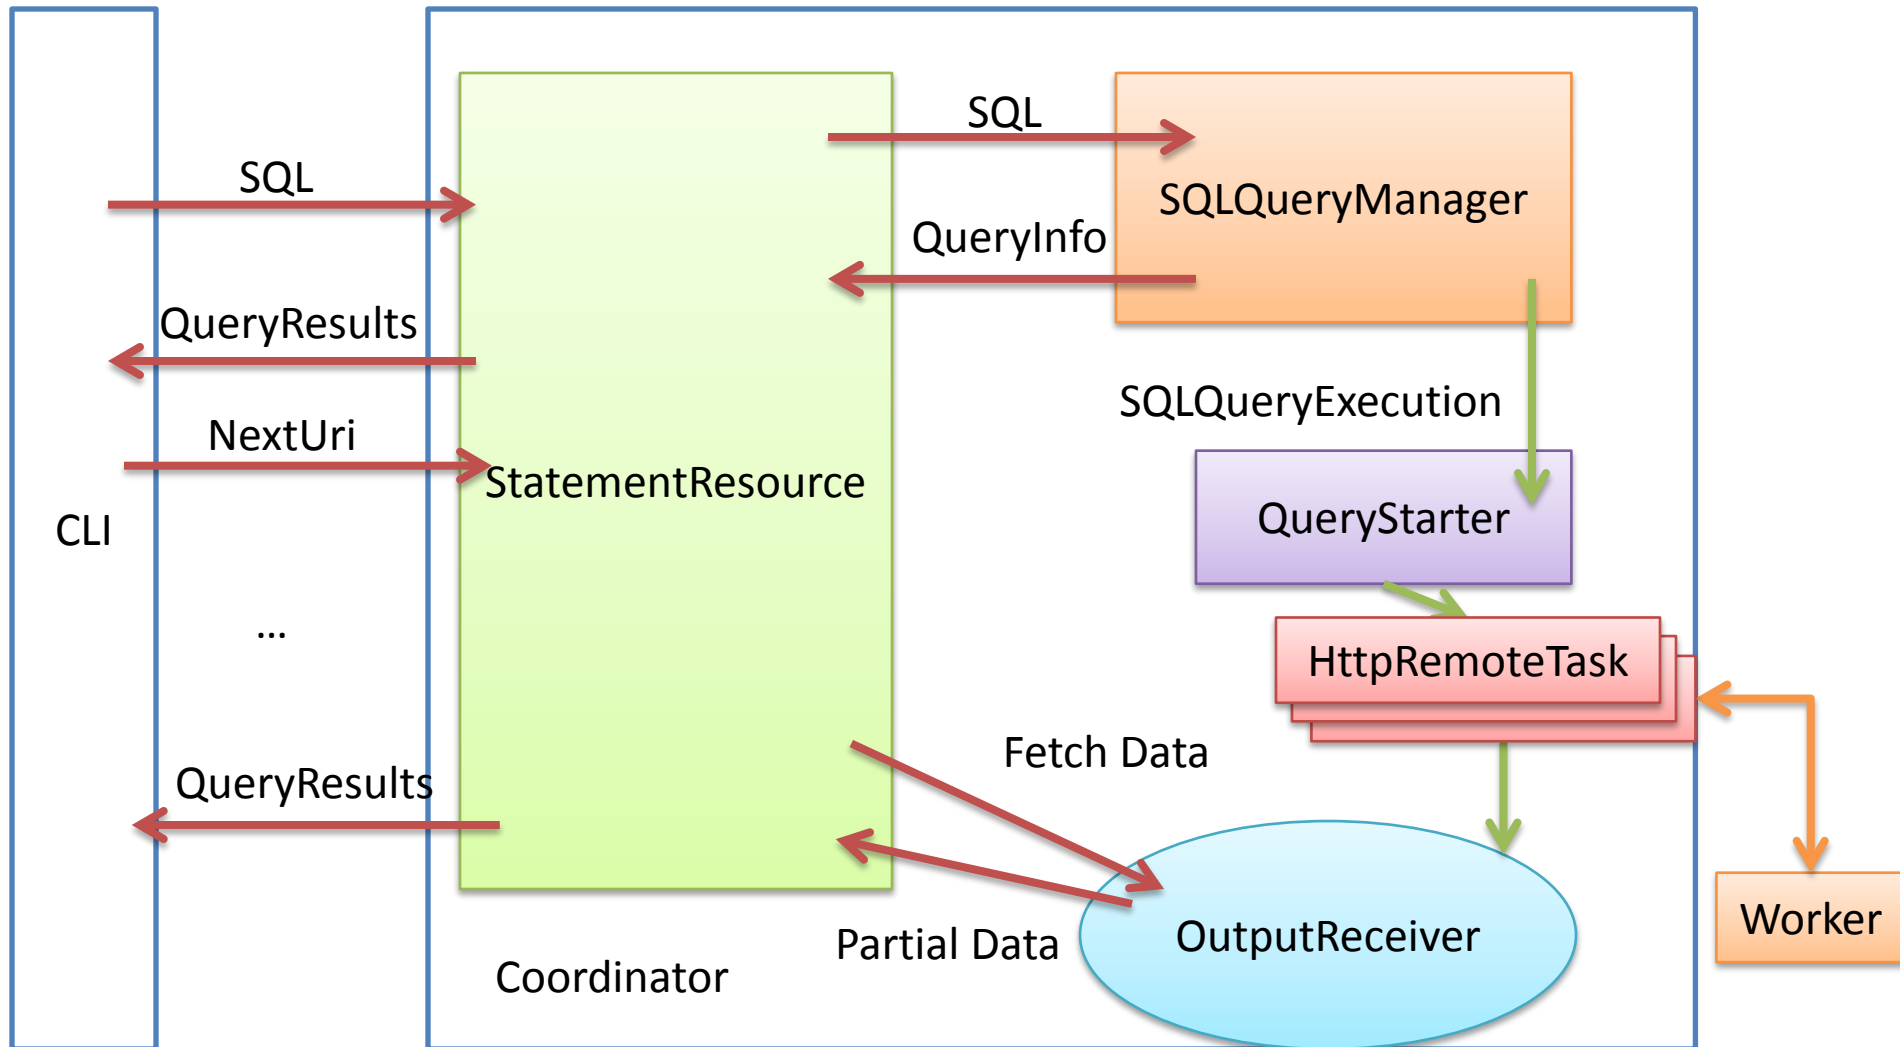 SQL
SQL
SQLQueryManager
QueryInfo
QueryResults
SQLQueryExecution
NextUri
StatementResource
QueryStarter
CLI
...
HttpRemoteTask
Fetch Data
QueryResults
Worker
Partial Data
OutputReceiver
Coordinator